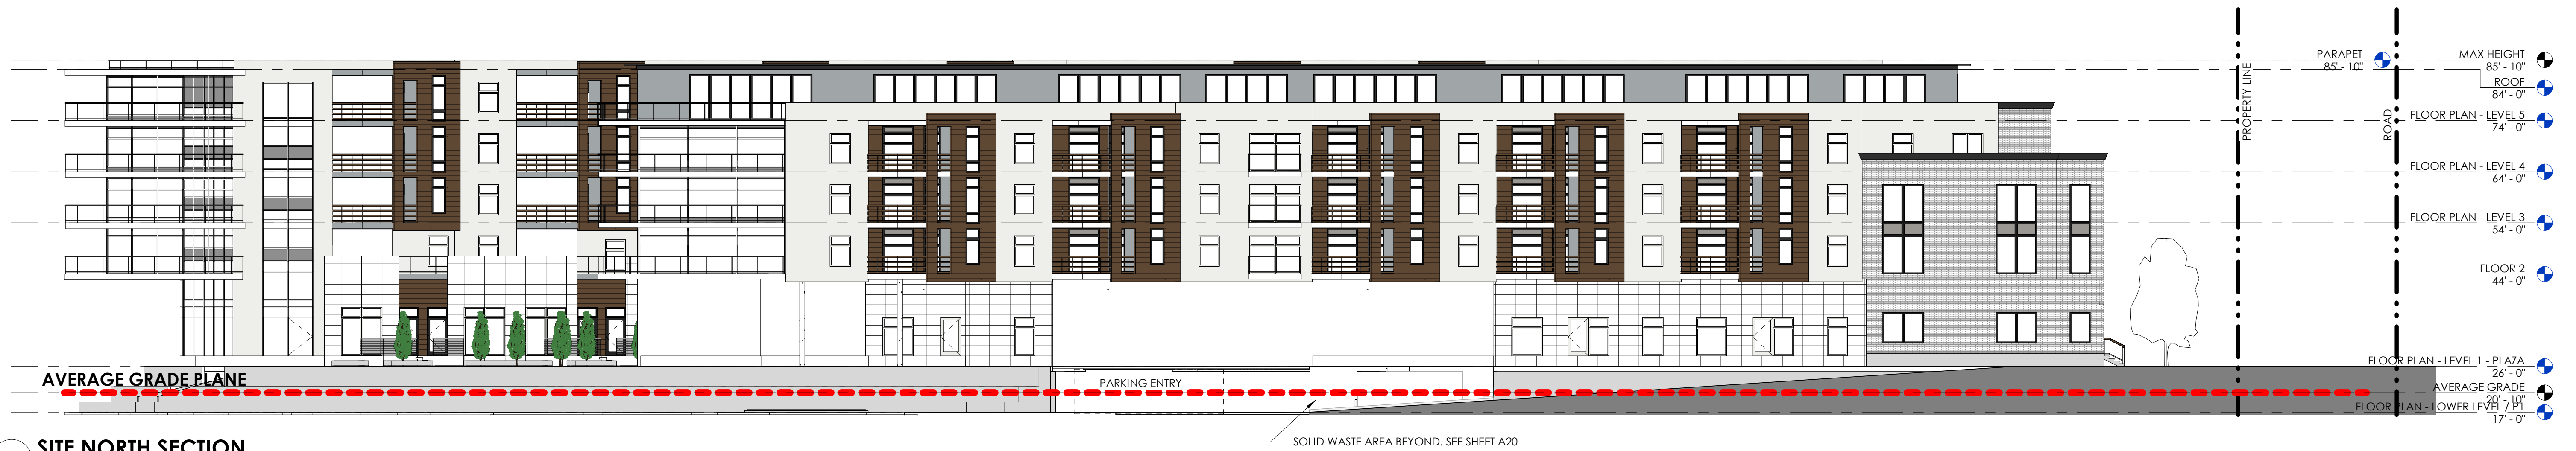 PARAPET
85' - 10"
MAX HEIGHT
85' - 10"
ROOF
84' - 0"
PROPERTY LINE
ROAD
FLOOR PLAN - LEVEL 5
74' - 0"
FLOOR PLAN - LEVEL 4
64' - 0"
FLOOR PLAN - LEVEL 3
54' - 0"
FLOOR 2
44' - 0"
FLOOR PLAN - LEVEL 1 - PLAZA
26' - 0"
AVERAGE GRADE PLANE
PARKING ENTRY
AVERAGE GRADE
20' - 10"
FLOOR PLAN - LOWER LEVEL / P1
17' - 0"
SOLID WASTE AREA BEYOND. SEE SHEET A20
SITE NORTH SECTION